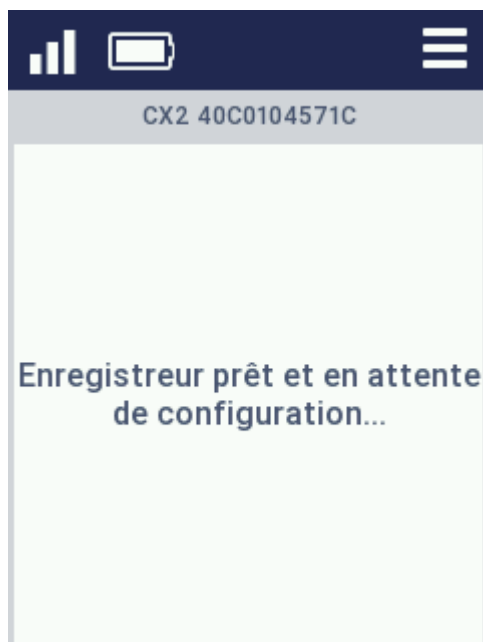 CX2 40C0104571C
Enregistreur prêt et en attente
de configuration...